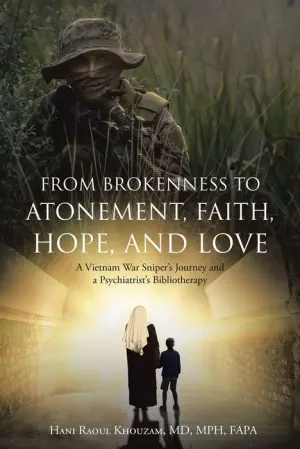 FROM BROKENNESS TO
ATONEMENT, FAITH,
HOPE, AND LOVE
A Vietnam War Sniper's Journey and
a Psychiatrist's Bibliotherapy
HANI RAOUL KHOUZAM, MD, MPH, FAPA